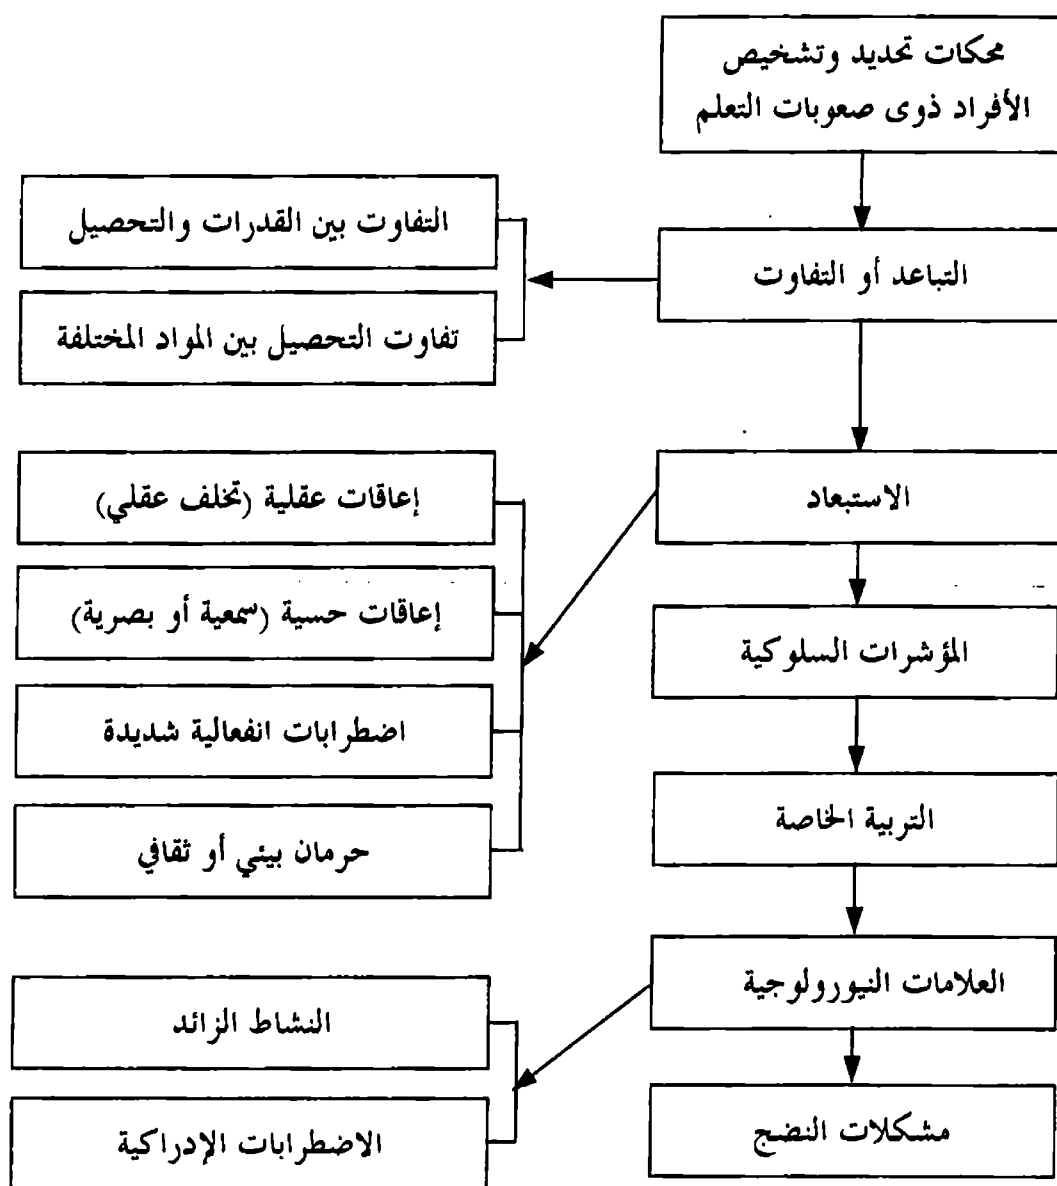 محكات تحديد وتشخيص
الأفراد ذوى صعوبات التعلم
التباعد أو التفاوت
التفاوت بين القدرات والتحصيل
تفاوت التحصيل بين المواد المختلفة
الاستبعاد
إعاقات عقلية (تخلف عقلي)
إعاقات حسية (سمعية أو بصرية)
اضطرابات انفعالية شديدة
حرمان بيئي أو ثقافي
المؤشرات السلوكية
التربية الخاصة
العلامات النيورولوجية
النشاط الزائد
الاضطرابات الإدراكية
مشكلات النضج